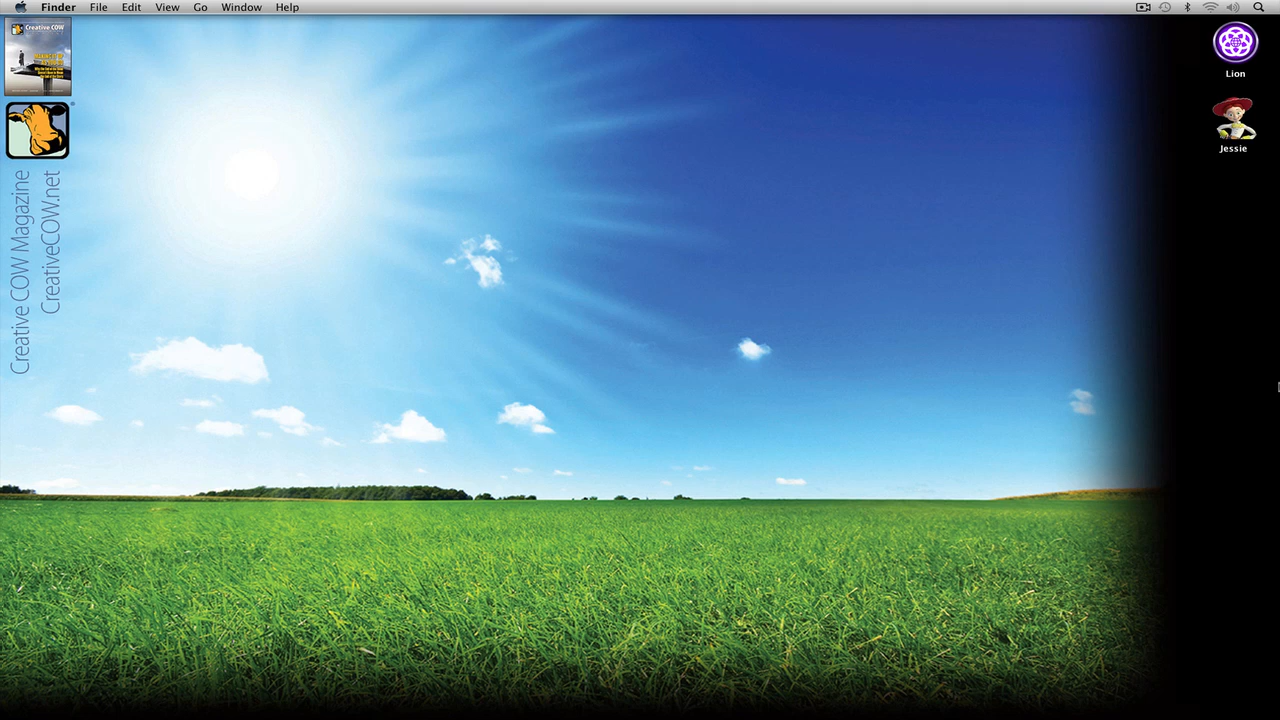 Finder File Edit View Go Window Help
Creative COW
Creative COW Magazine
CreativeCOW.net
Lion
Jessie